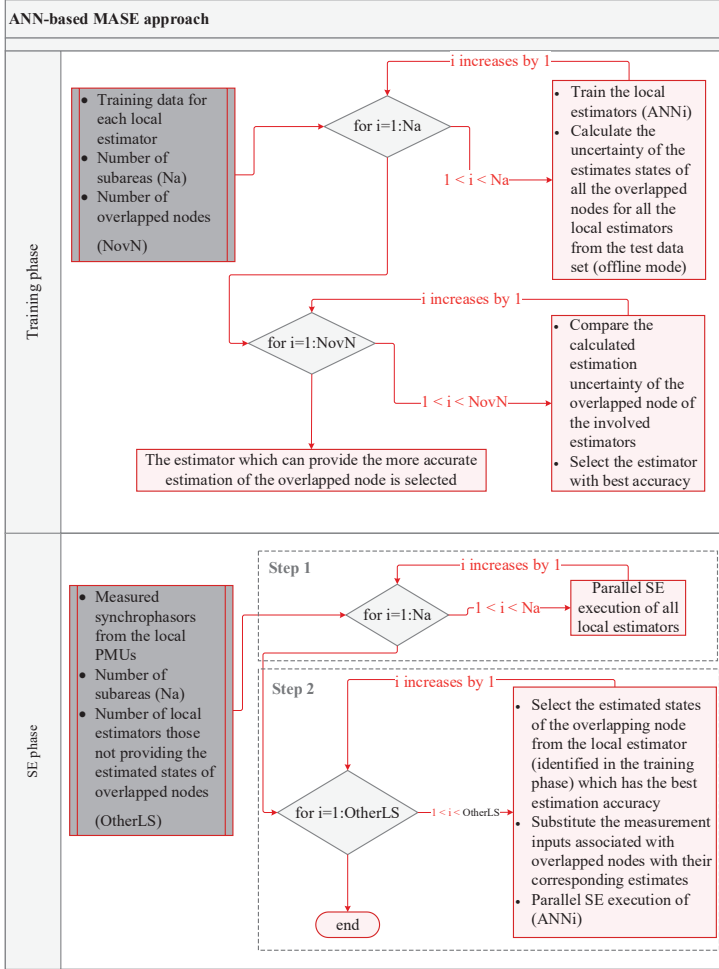 ANN-based MASE approach
Training phase
• Training data for
each local
estimator
• Number of
subareas (Na)
• Number of
overlapped nodes
(NovN)
i increases by 1
for i=1:Na
1 < i < Na
• Train the local
estimators (ANNi)
• Calculate the
uncertainty of the
estimates states of
all the overlapped
nodes for all the
local estimators
from the test data
set (offline mode)
i increases by 1
for i=1:NovN
1 < i < NovN
• Compare the
calculated
estimation
uncertainty of the
overlapped node of
the involved
estimators
• Select the estimator
with best accuracy
The estimator which can provide the more accurate
estimation of the overlapped node is selected
SE phase
• Measured
synchrophasors
from the local
PMUs
• Number of
subareas (Na)
• Number of local
estimators those
not providing the
estimated states of
overlapped nodes
(OtherLS)
Step 1
i increases by 1
for i=1:Na
1 < i < Na
Parallel SE
execution of all
local estimators
Step 2
i increases by 1
for i=1:OtherLS
1 < i < OtherLS
• Select the estimated states
of the overlapping node
from the local estimator
(identified in the training
phase) which has the best
estimation accuracy
• Substitute the measurement
inputs associated with
overlapped nodes with their
corresponding estimates
• Parallel SE execution of
(ANNi)
end